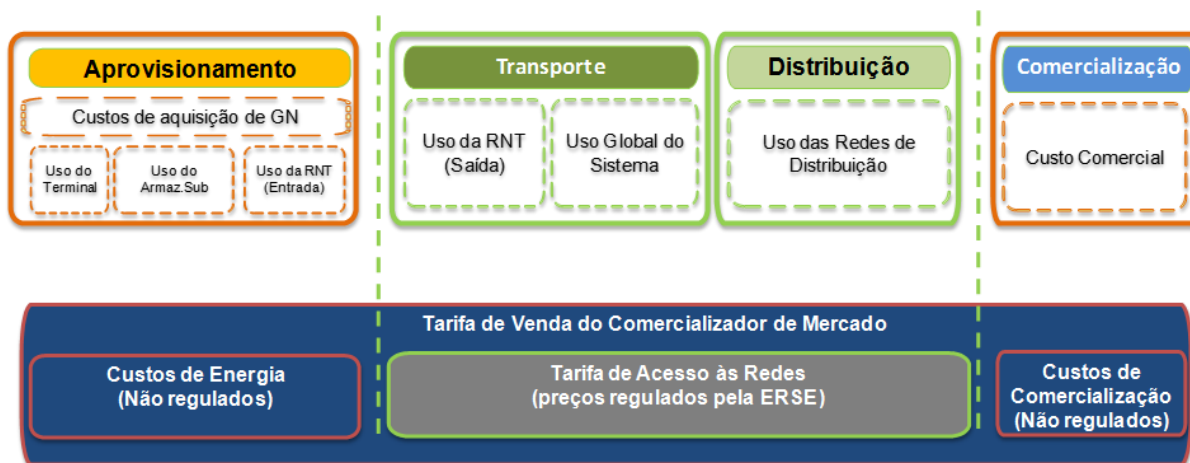 Aprovisionamento
Custos de aquisição de GN
Uso do
Terminal
Uso do
Armaz.Sub
Uso da RNT
(Entrada)
Transporte
Uso da RNT
(Saída)
Uso Global do
Sistema
Distribuição
Uso das Redes de
Distribuição
Comercialização
Custo Comercial
Tarifa de Venda do Comercializador de Mercado
Custos de Energia
(Não regulados)
Tarifa de Acesso às Redes
(preços regulados pela ERSE)
Custos de
Comercialização
(Não regulados)